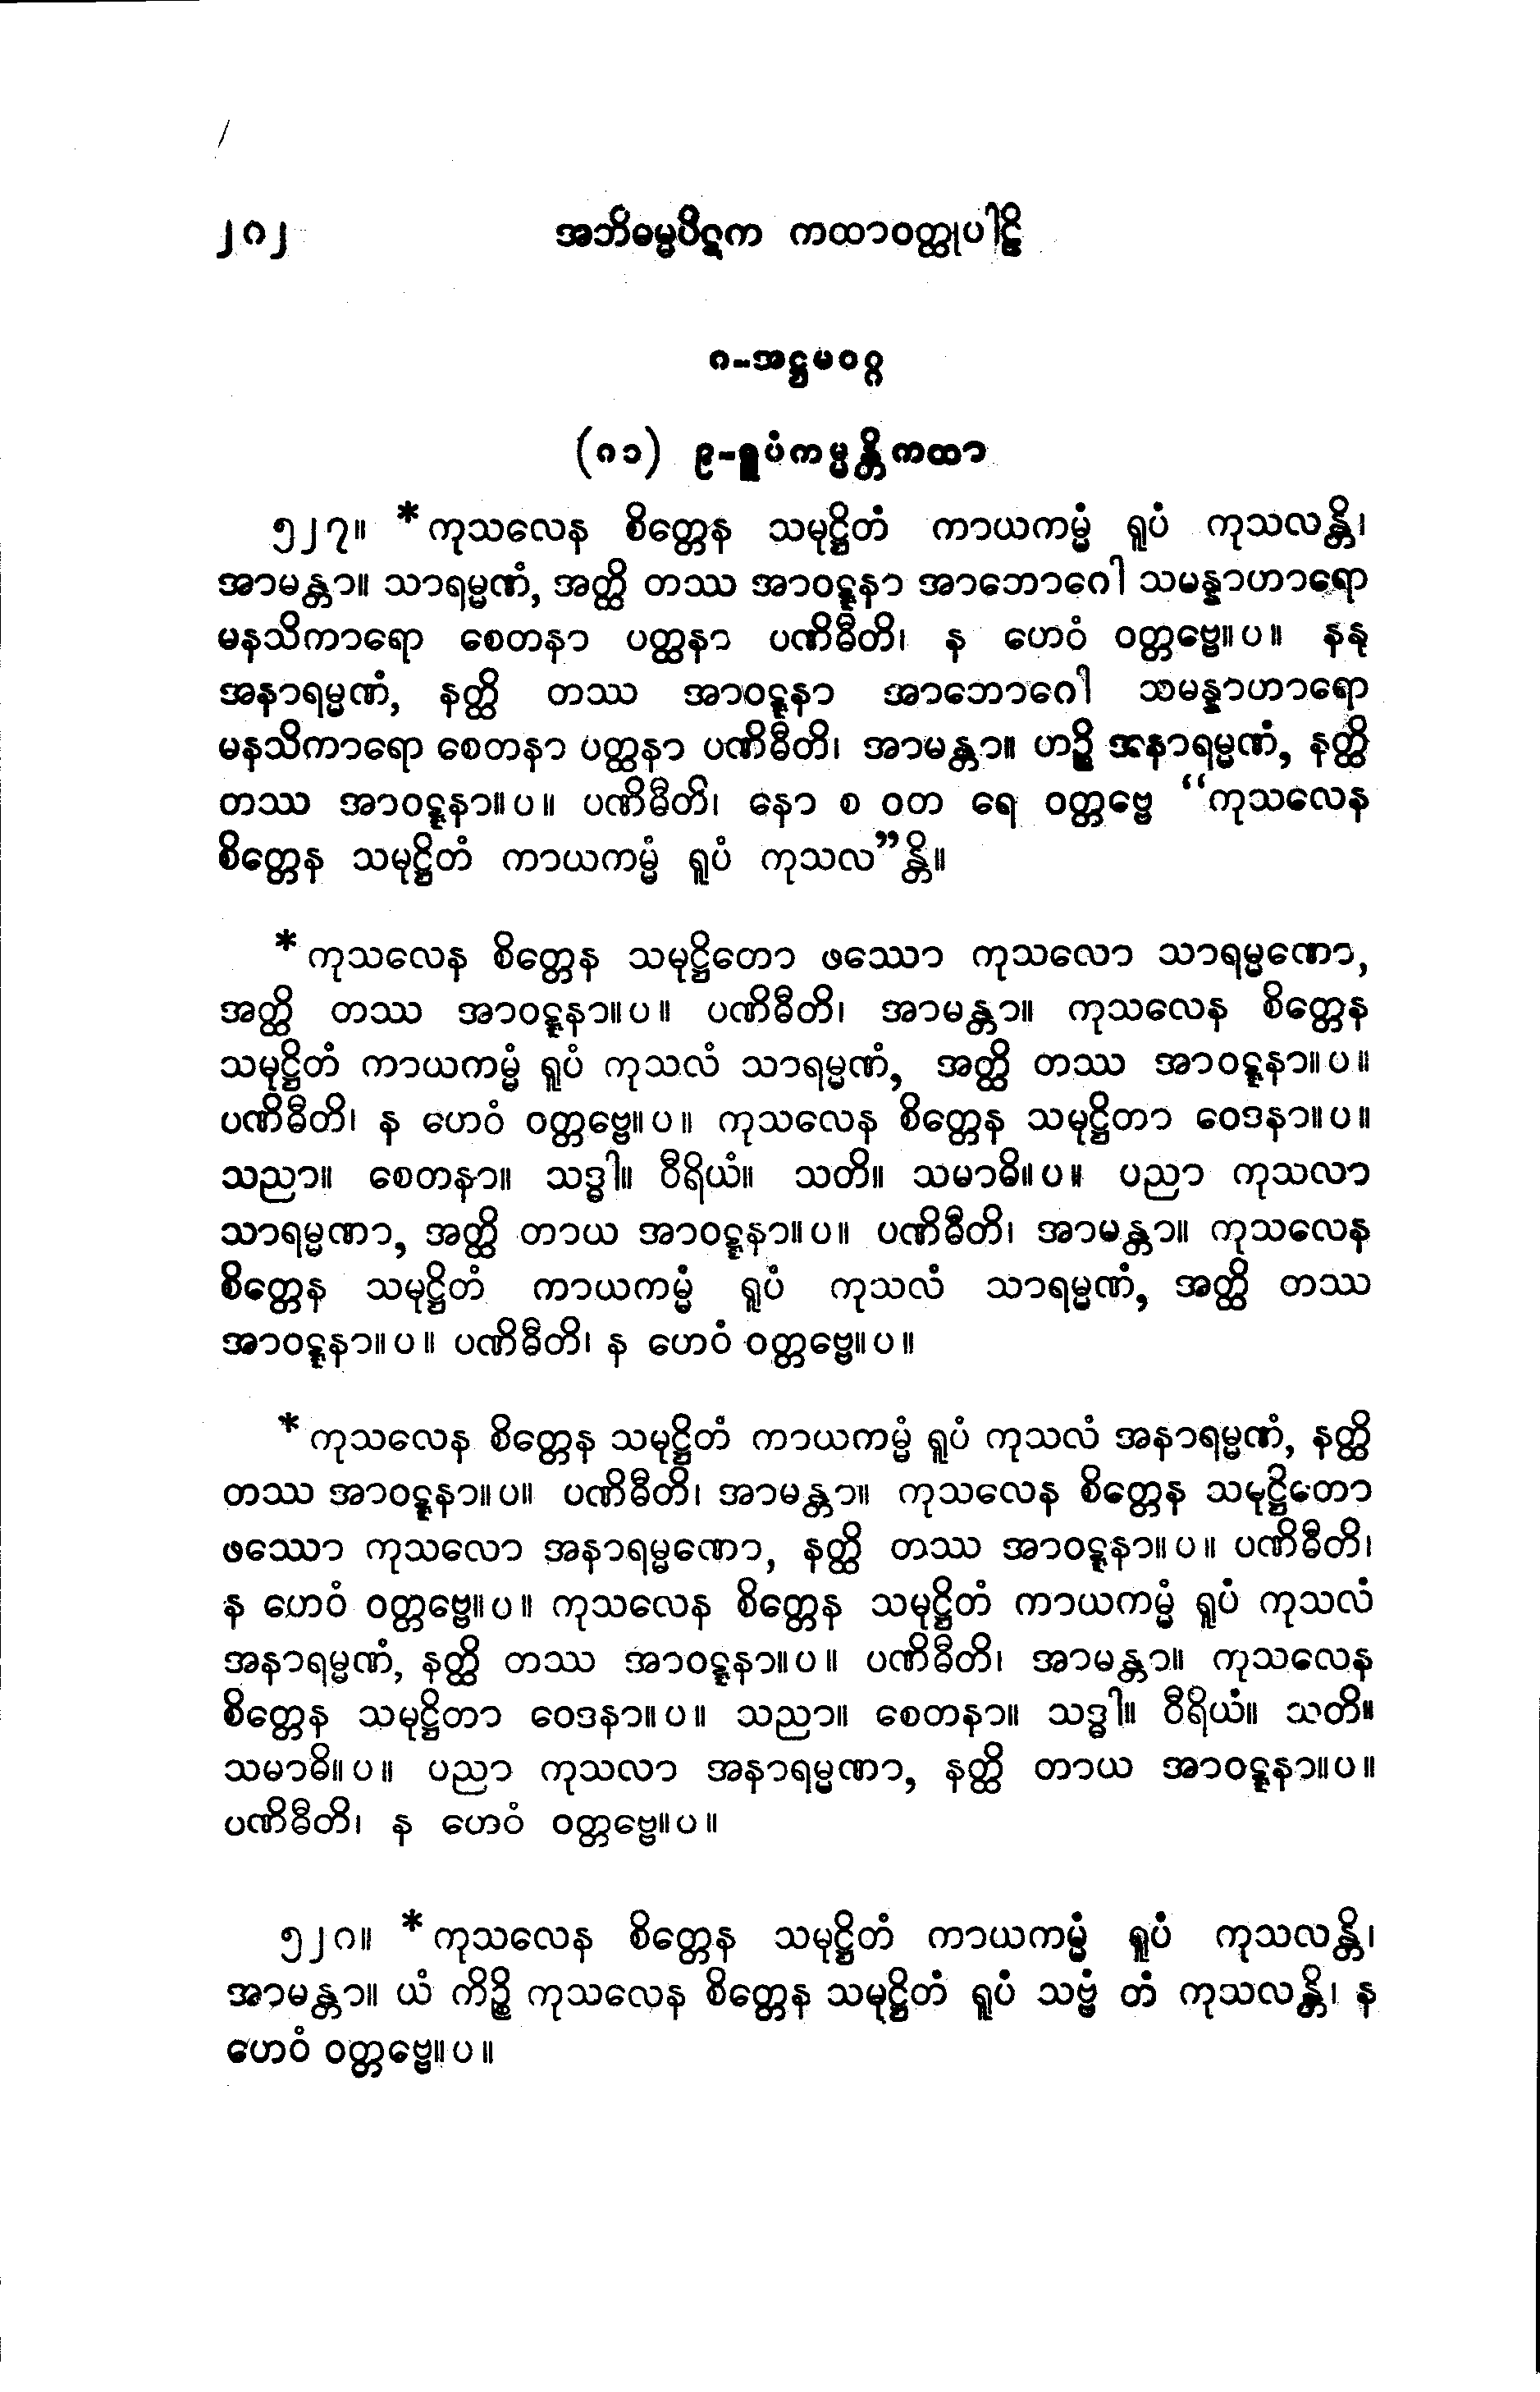 ၂၈၂ အဘိဓမ္မပိဋက ကထာဝတ္ထုပါဠိ
၈-အဋ္ဌမဝဂ္ဂ
(၈၁) ၉-ရူပံကမ္မန္တိကထာ
၅၂၇။ *ကုသလေန စိတ္တေန သမုဋ္ဌိတံ ကာယကမ္မံ ရူပံ ကုသလန္တိ၊
အာမန္တာ။ သာရမ္မဏံ, အတ္ထိ တဿ အာဝဋ္ဋနာ အာဘောဂေါ သမန္နာဟာရော
မနသိကာရော စေတနာ ပတ္ထနာ ပဏိဓီတိ၊ န ဟေဝံ ဝတ္တဗ္ဗေ။ပ။ နနု
အနာရမ္မဏံ, နတ္ထိ တဿ အာဝဋ္ဋနာ အာဘောဂေါ သမန္နာဟာရော
မနသိကာရော စေတနာ ပတ္ထနာ ပဏိဓီတိ၊ အာမန္တာ။ ဟဉ္စိ အနာရမ္မဏံ, နတ္ထိ
တဿ အာဝဋ္ဋနာ။ပ။ ပဏိဓီတိ၊ နော စ ဝတ ရေ ဝတ္တဗ္ဗေ “ကုသလေန
စိတ္တေန သမုဋ္ဌိတံ ကာယကမ္မံ ရူပံ ကုသလ”န္တိ။
*ကုသလေန စိတ္တေန သမုဋ္ဌိတော ဖဿော ကုသလော သာရမ္မဏော,
အတ္ထိ တဿ အာဝဋ္ဋနာ။ပ။ ပဏိဓီတိ၊ အာမန္တာ။ ကုသလေန စိတ္တေန
သမုဋ္ဌိတံ ကာယကမ္မံ ရူပံ ကုသလံ သာရမ္မဏံ, အတ္ထိ တဿ အာဝဋ္ဋနာ။ပ။
ပဏိဓီတိ၊ န ဟေဝံ ဝတ္တဗ္ဗေ။ပ။ ကုသလေန စိတ္တေန သမုဋ္ဌိတာ ဝေဒနာ။ပ။
သညာ။ စေတနာ။ သဒ္ဓါ။ ဝီရိယံ။ သတိ။ သမာဓိ။ပ။ ပညာ ကုသလာ
သာရမ္မဏာ, အတ္ထိ တာယ အာဝဋ္ဋနာ။ပ။ ပဏိဓီတိ၊ အာမန္တာ။ ကုသလေန
စိတ္တေန သမုဋ္ဌိတံ ကာယကမ္မံ ရူပံ ကုသလံ သာရမ္မဏံ, အတ္ထိ တဿ
အာဝဋ္ဋနာ။ပ။ ပဏိဓီတိ၊ န ဟေဝံ ဝတ္တဗ္ဗေ။ပ။
*ကုသလေန စိတ္တေန သမုဋ္ဌိတံ ကာယကမ္မံ ရူပံ ကုသလံ အနာရမ္မဏံ, နတ္ထိ
တဿ အာဝဋ္ဋနာ။ပ။ ပဏိဓီတိ၊ အာမန္တာ။ ကုသလေန စိတ္တေန သမုဋ္ဌိတော
ဖဿော ကုသလော အနာရမ္မဏော, နတ္ထိ တဿ အာဝဋ္ဋနာ။ပ။ ပဏိဓီတိ၊
န ဟေဝံ ဝတ္တဗ္ဗေ။ပ။ ကုသလေန စိတ္တေန သမုဋ္ဌိတံ ကာယကမ္မံ ရူပံ ကုသလံ
အနာရမ္မဏံ, နတ္ထိ တဿ အာဝဋ္ဋနာ။ပ။ ပဏိဓီတိ၊ အာမန္တာ။ ကုသလေန
စိတ္တေန သမုဋ္ဌိတာ ဝေဒနာ။ပ။ သညာ။ စေတနာ။ သဒ္ဓါ။ ဝီရိယံ။ သတိ။
သမာဓိ။ပ။ ပညာ ကုသလာ အနာရမ္မဏာ, နတ္ထိ တာယ အာဝဋ္ဋနာ။ပ။
ပဏိဓီတိ၊ န ဟေဝံ ဝတ္တဗ္ဗေ။ပ။
၅၂၈။ *ကုသလေန စိတ္တေန သမုဋ္ဌိတံ ကာယကမ္မံ ရူပံ ကုသလန္တိ၊
အာမန္တာ။ ယံ ကိဉ္စိ ကုသလေန စိတ္တေန သမုဋ္ဌိတံ ရူပံ သဗ္ဗံ တံ ကုသလန္တိ၊ န
ဟေဝံ ဝတ္တဗ္ဗေ။ပ။